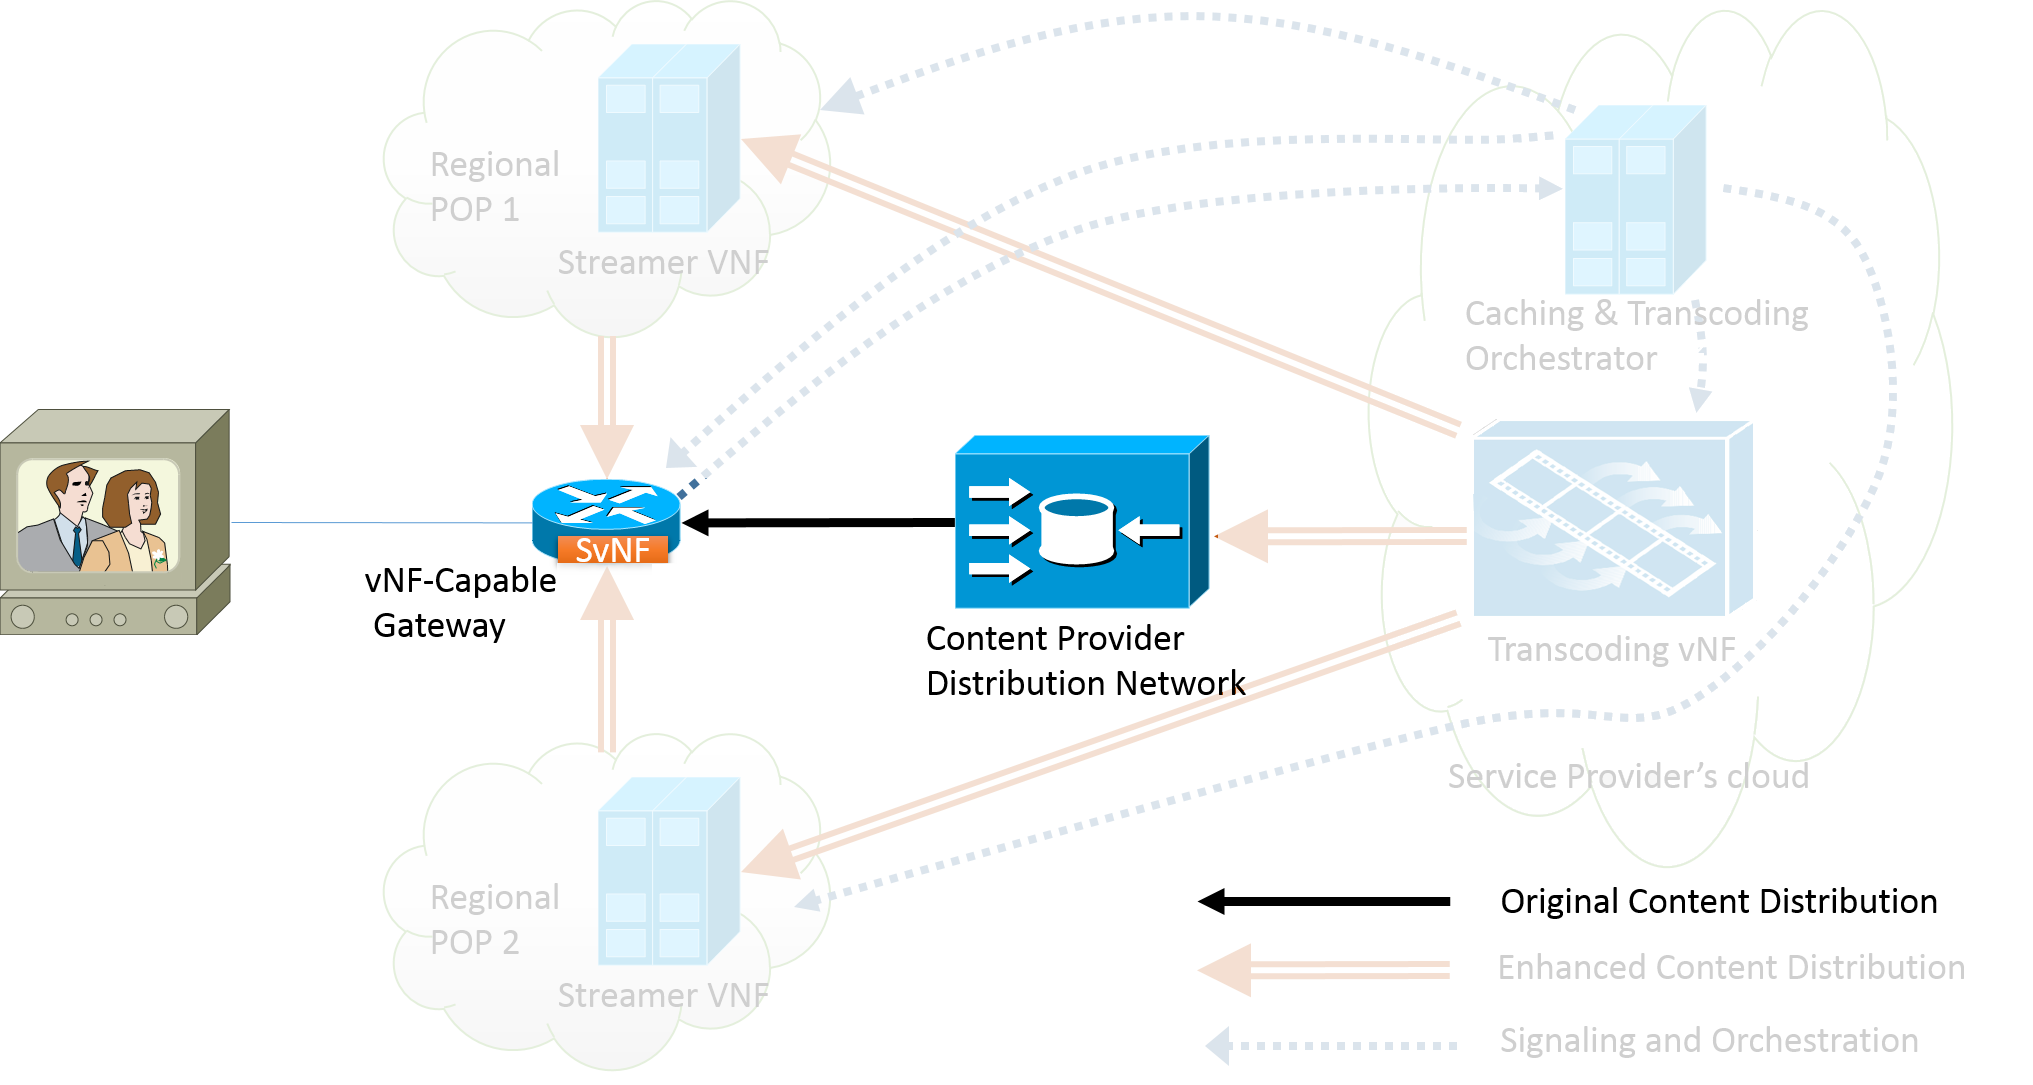 Regional
POP 1
Streamer VNF
Caching & Transcoding
Orchestrator
SvNF
vNF-Capable
Gateway
Content Provider
Distribution Network
Transcoding vNF
Service Provider’s cloud
Regional
POP 2
Streamer VNF
Original Content Distribution
Enhanced Content Distribution
Signaling and Orchestration